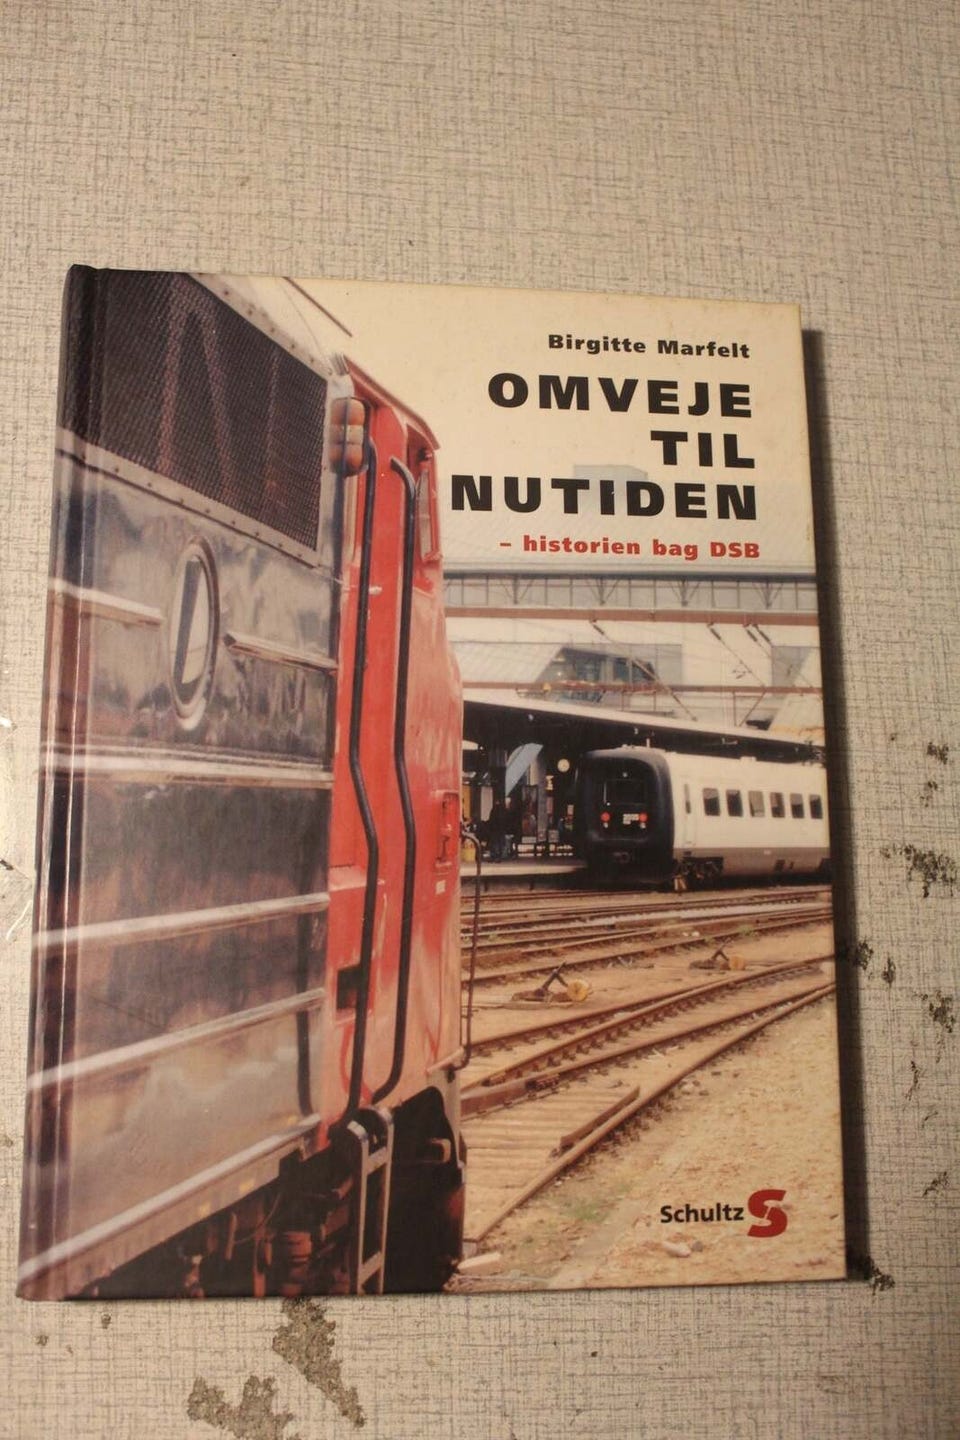 Birgitte Marfelt
OMVEJE
TIL
NUTIDEN
– historien bag DSB
Schultz